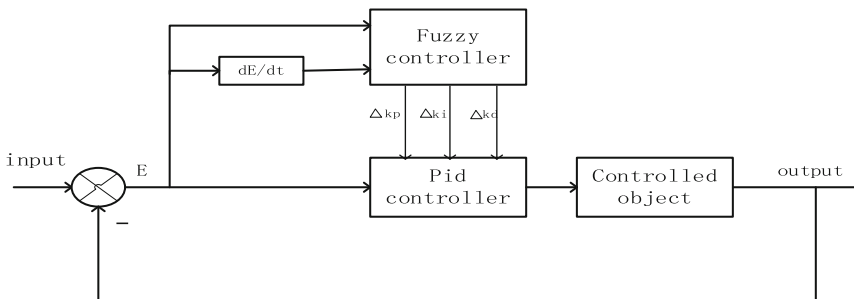 Fuzzy
controller
dE/dt
△kp
△ki
△kd
input
E
Pid
controller
Controlled
object
output
−